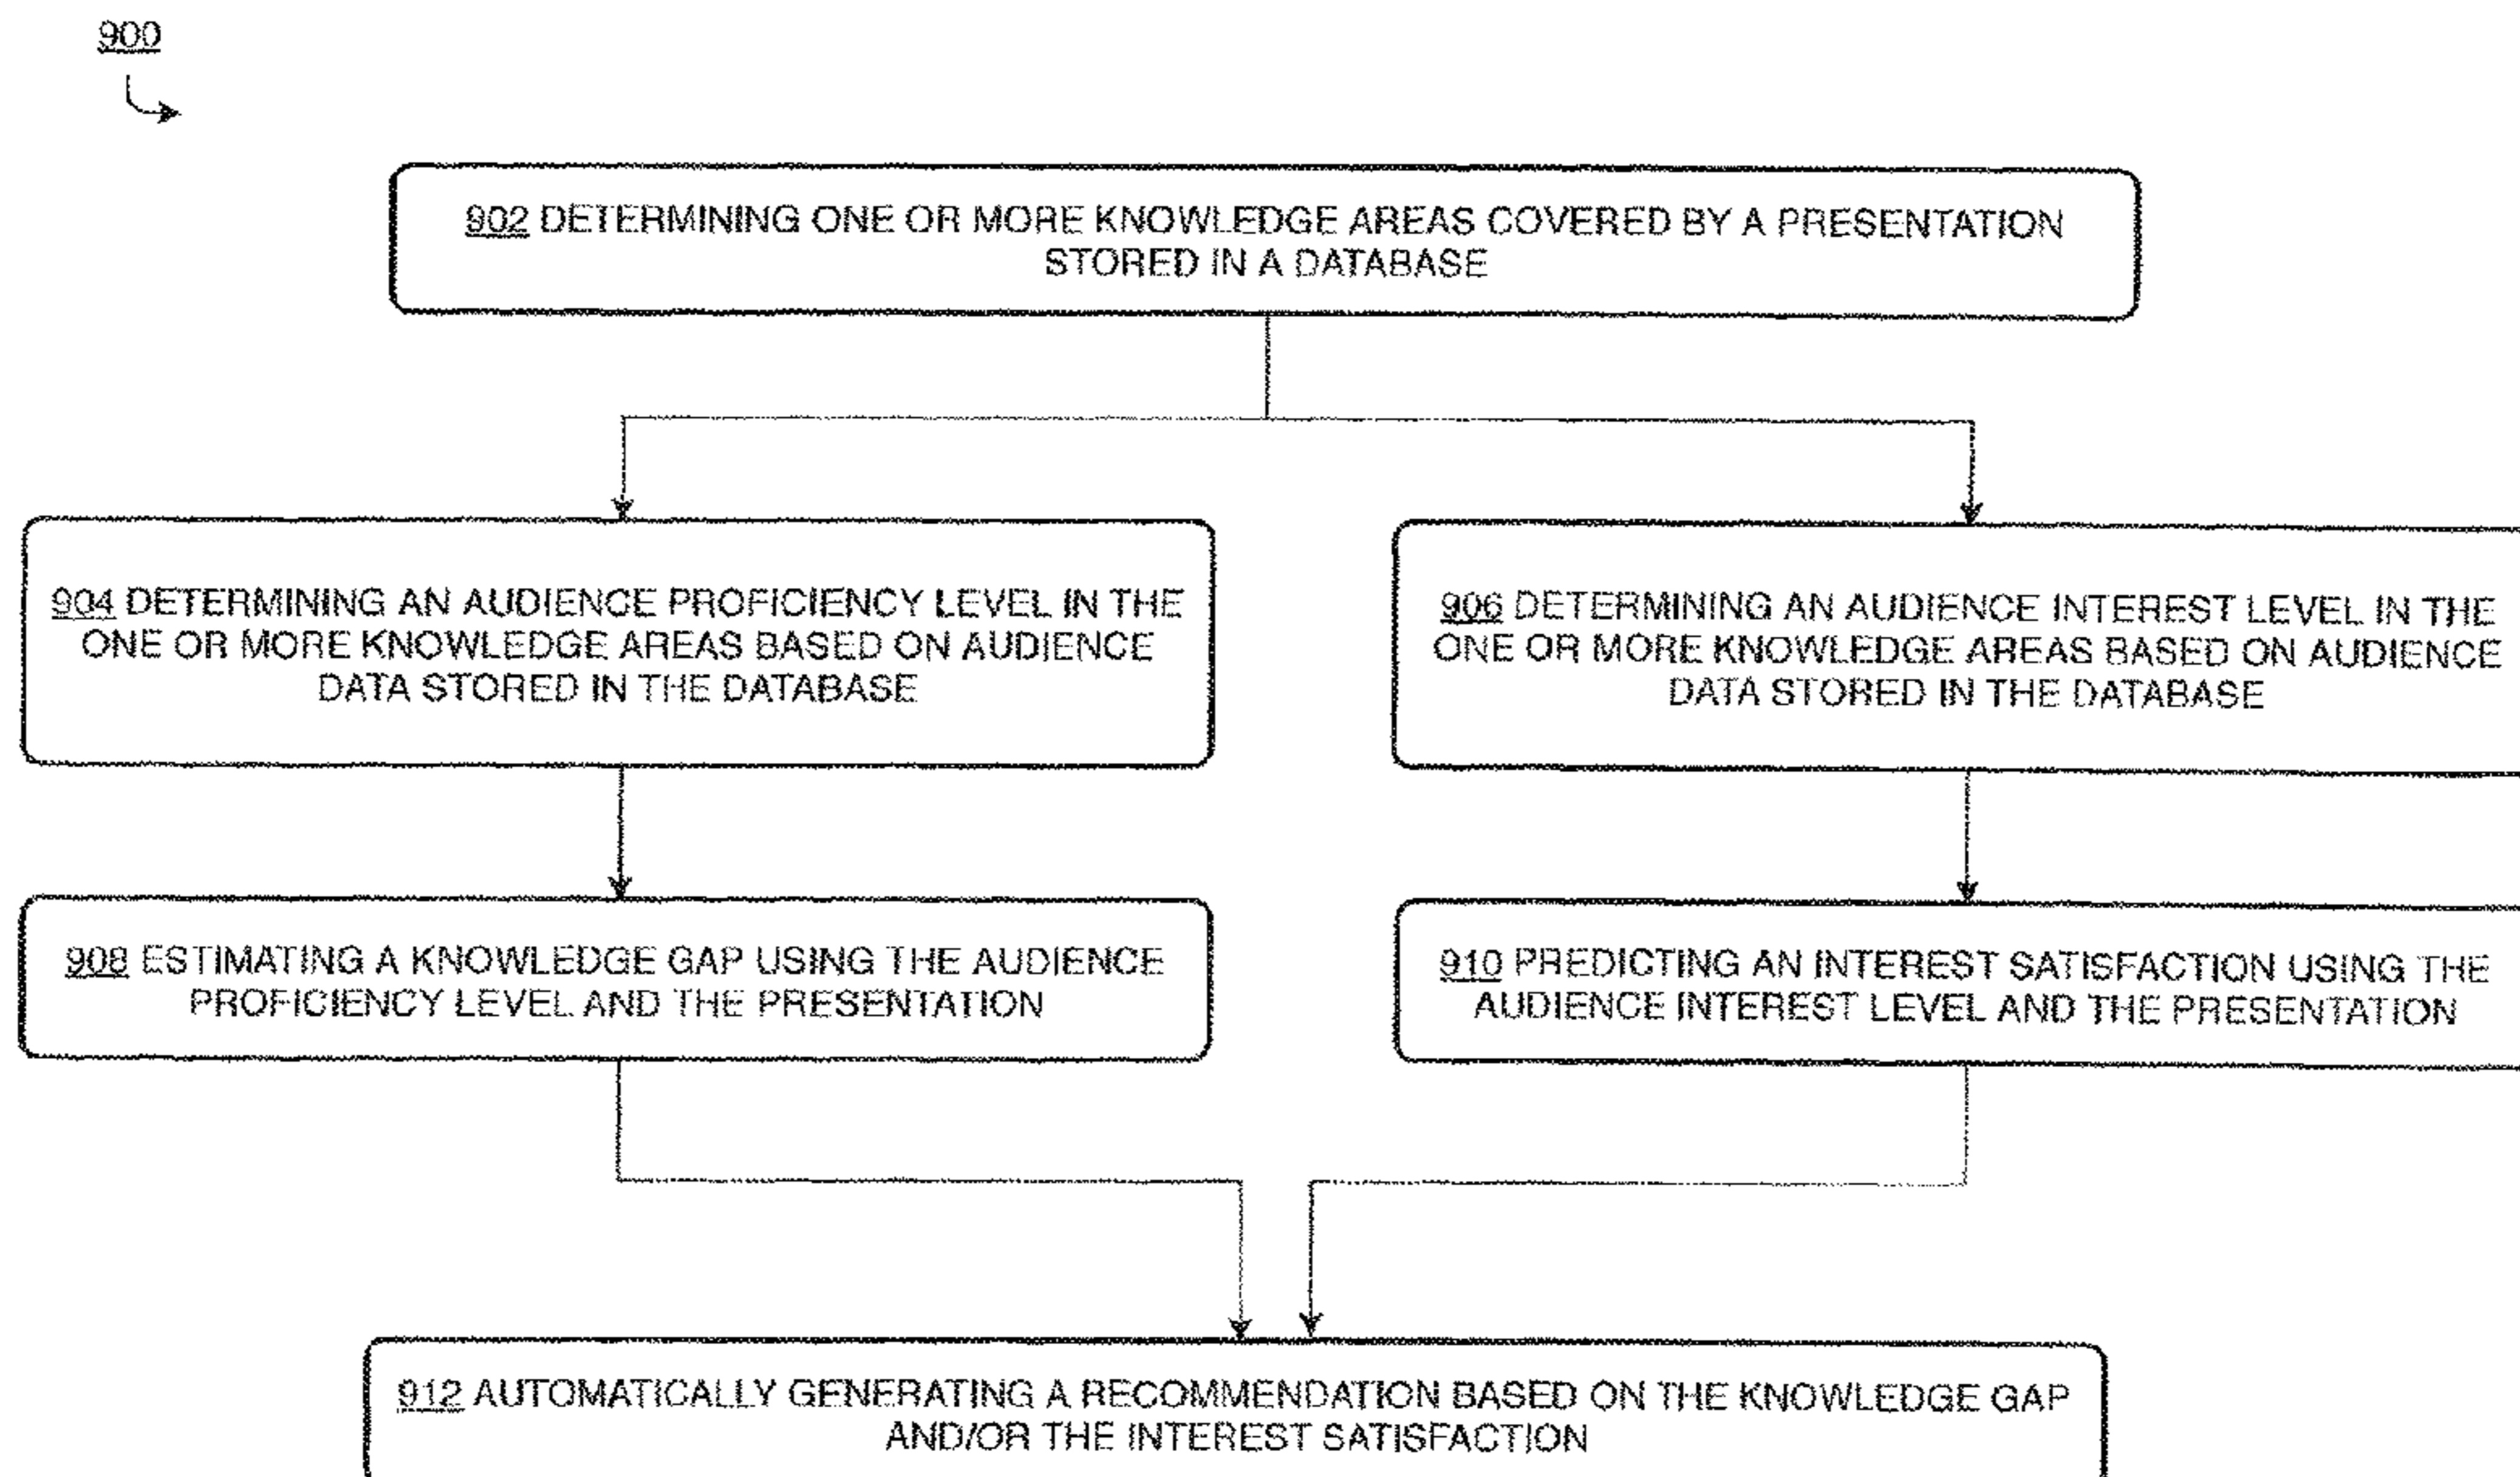 900
902 DETERMINING ONE OR MORE KNOWLEDGE AREAS COVERED BY A PRESENTATION
STORED IN A DATABASE
904 DETERMINING AN AUDIENCE PROFICIENCY LEVEL IN THE
ONE OR MORE KNOWLEDGE AREAS BASED ON AUDIENCE
DATA STORED IN THE DATABASE
906 DETERMINING AN AUDIENCE INTEREST LEVEL IN THE
ONE OR MORE KNOWLEDGE AREAS BASED ON AUDIENCE
DATA STORED IN THE DATABASE
908 ESTIMATING A KNOWLEDGE GAP USING THE AUDIENCE
PROFICIENCY LEVEL AND THE PRESENTATION
910 PREDICTING AN INTEREST SATISFACTION USING THE
AUDIENCE INTEREST LEVEL AND THE PRESENTATION
912 AUTOMATICALLY GENERATING A RECOMMENDATION BASED ON THE KNOWLEDGE GAP
AND/OR THE INTEREST SATISFACTION